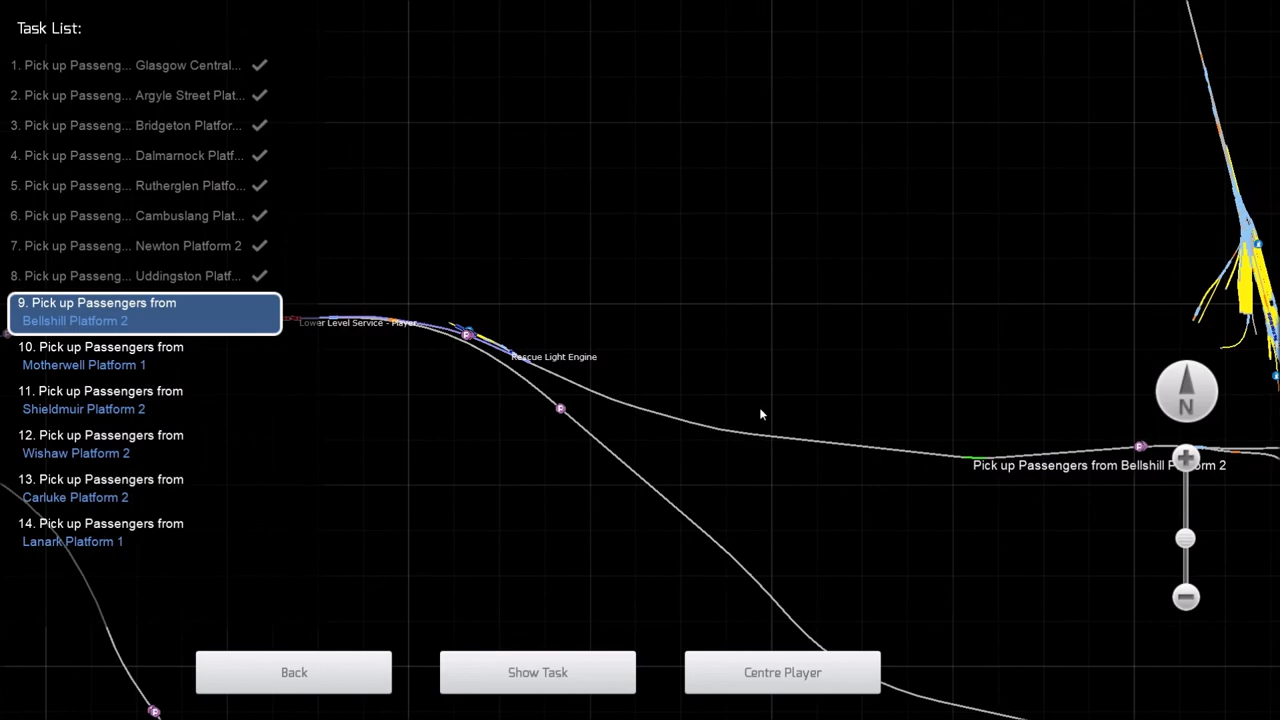 Task List:
1. Pick up Passeng... Glasgow Central...
2. Pick up Passeng... Argyle Street Plat...
3. Pick up Passeng... Bridgeton Platfor...
4. Pick up Passeng... Dalmarnock Platf...
5. Pick up Passeng... Rutherglen Platfo...
6. Pick up Passeng... Cambuslang Plat...
7. Pick up Passeng... Newton Platform 2
8. Pick up Passeng... Uddingston Platf...
9. Pick up Passengers from
Bellshill Platform 2
10. Pick up Passengers from
Motherwell Platform 1
11. Pick up Passengers from
Shieldmuir Platform 2
12. Pick up Passengers from
Wishaw Platform 2
13. Pick up Passengers from
Carluke Platform 2
14. Pick up Passengers from
Lanark Platform 1
Lower Level Service - Player
P
Rescue Light Engine
P
P
Pick up Passengers from Bellshill Platform 2
N
P
Back
Show Task
Centre Player